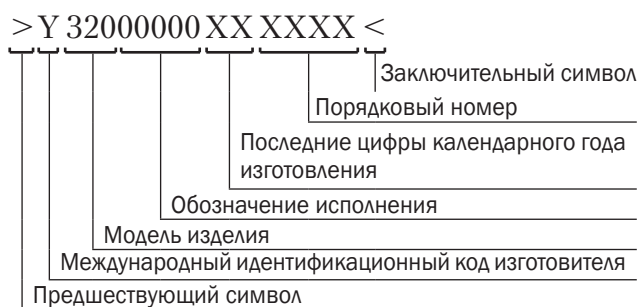 >Y 32000000 XX XXXX <
Заключительный символ
Порядковый номер
Последние цифры календарного года
изготовления
Обозначение исполнения
Модель изделия
Международный идентификационный код изготовителя
Предшествующий символ